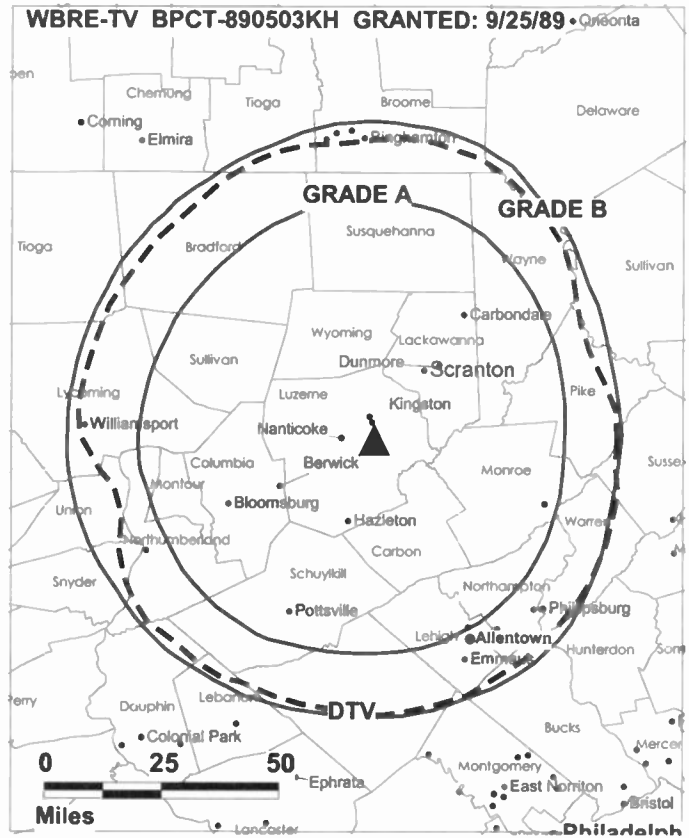 WBRE-TV BPCT-890503KH GRANTED: 9/25/89
Oneonta
Chemung
Tioga
Broome
Delaware
Corning
Elmira
Binghamton
GRADE A
GRADE B
Tioga
Bradford
Susquehanna
Wayne
Sullivan
Carbondale
Wyoming
Lackawanna
Sullivan
Dunmore
Scranton
Lycoming
Luzerne
Kingston
Pike
Williamsport
Nanticoke
Columbia
Berwick
Monroe
Montour
Bloomsburg
Union
Hazleton
Warren
Northumberland
Carbon
Snyder
Schuylkill
Northampton
Pottsville
Phillipsburg
Lehigh
Allentown
Emmaus
Hunterdon
Lebanon
Dauphin
DTV
Colonial Park
Bucks
Mercer
0 25 50
Montgomery
Ephrata
East Norriton
Miles
Bristol
Lancaster